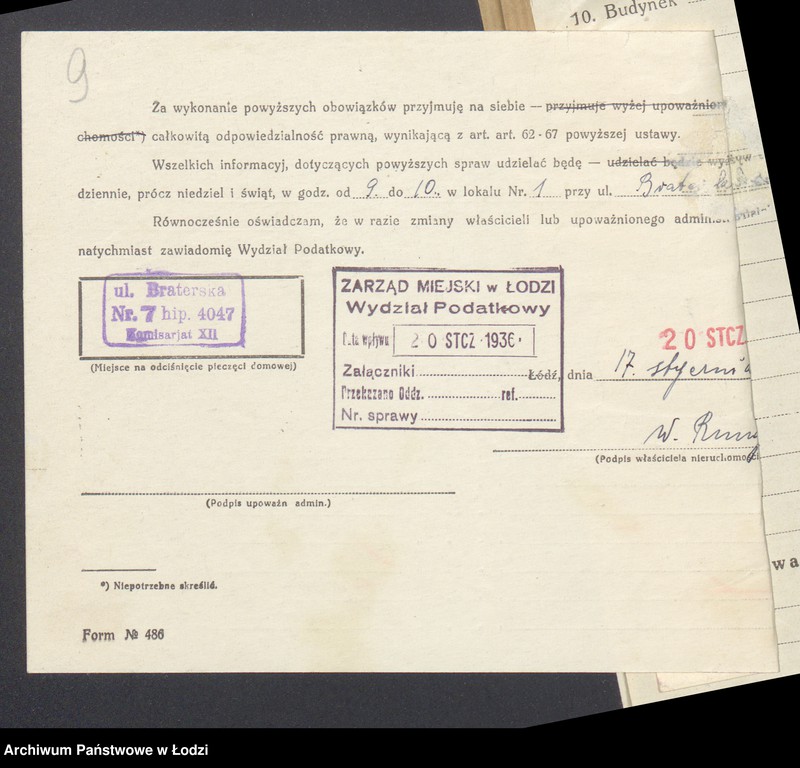 10. Budynek
9
Za wykonanie powyższych obowiązków przyjmuję na siebie — przyjmuje wyżej
chomości*) całkowitą odpowiedzialność prawną, wynikającą z art. art. 62-67 powyższej ustawy.
Wszelkich informacyj, dotyczących powyższych spraw udzielać będę — udzielać będzie
dziennie, prócz niedziel i świąt, w godz. od 9. do 10. w lokalu Nr. 1 przy ul.
Równocześnie oświadczam, że w razie zmiany właścicieli lub upoważnionego
natychmiast zawiadomię Wydział Podatkowy.
ul. Braterska
Nr. 7 hip. 4047
Komisarjat XII
(Miejsce na odciśnięcie pieczęci domowej)
ZARZĄD MIEJSKI w ŁODZI
Wydział Podatkowy
Data wpływu 20 STCZ 1936
Załączniki
Przekazano Oddz. ref.
Nr. sprawy
20 STCZ
Łódź, dnia 17.
W.
(Podpis właściciela
(Podpis upoważn admin.)
*) Niepotrzebne skreślić.
Form № 486
Archiwum Państwowe w Łodzi